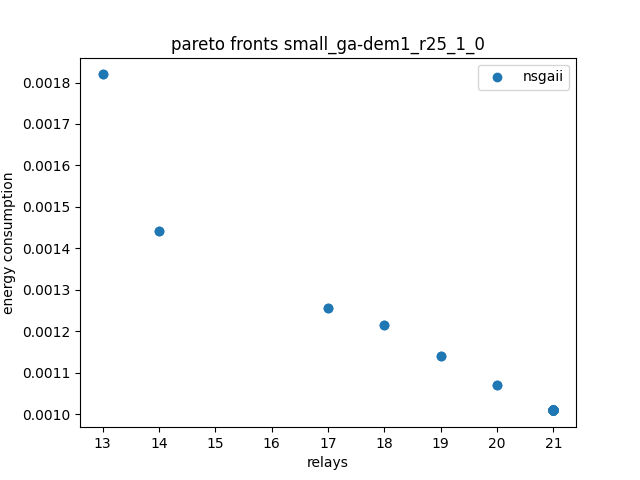 pareto fronts small_ga-dem1_r25_1_0
nsgaii
energy consumption
0.0018
0.0017
0.0016
0.0015
0.0014
0.0013
0.0012
0.0011
0.0010
13 14 15 16 17 18 19 20 21
relays